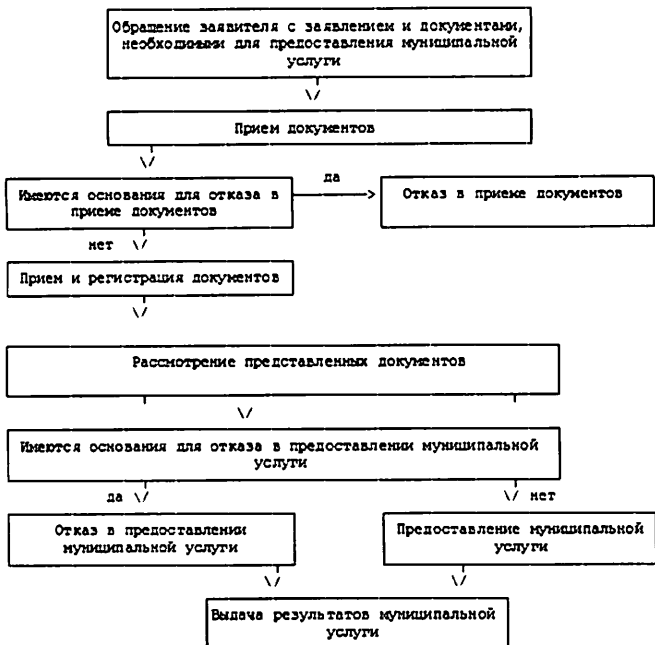 Обращение заявителя с заявлением и документами,
необходимыми для предоставления муниципальной
услуги
Прием документов
да
Имеются основания для отказа в
приеме документов
Отказ в приеме документов
нет
Прием и регистрация документов
Рассмотрение представленных документов
Имеются основания для отказа в предоставлении муниципальной
услуги
да
нет
Отказ в предоставлении
муниципальной услуги
Предоставление муниципальной
услуги
Выдача результатов муниципальной
услуги